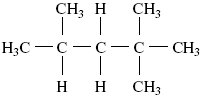 CH₃ H CH₃
H₃C — C — C — C — CH₃
H H CH₃